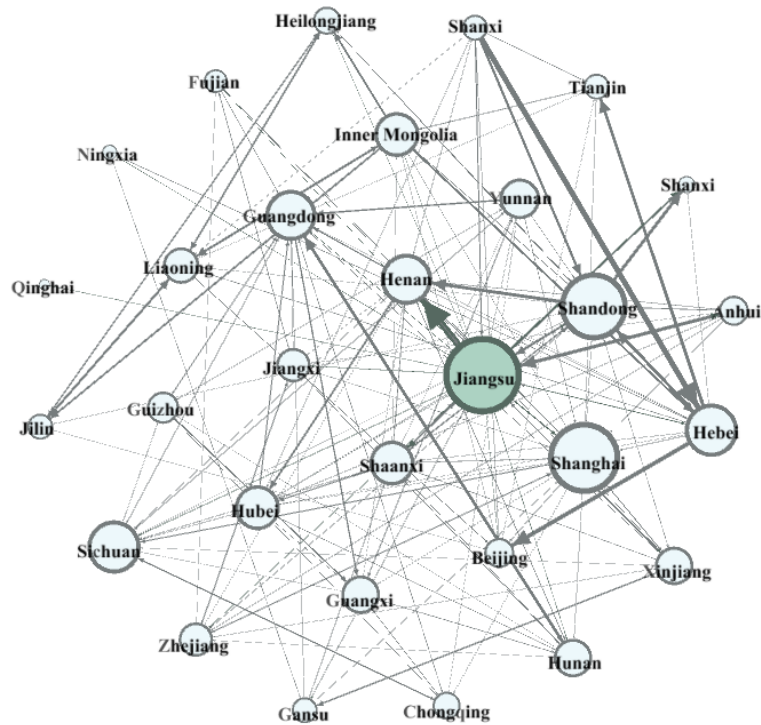 Heilongjiang
Shanxi
Fujian
Tianjin
Inner Mongolia
Ningxia
Shanxi
Yunnan
Guangdong
Liaoning
Henan
Qinghai
Shandong
Anhui
Jiangxi
Jiangsu
Guizhou
Jilin
Hebei
Shaanxi
Shanghai
Hubei
Sichuan
Beijing
Xinjiang
Guangxi
Zhejiang
Hunan
Gansu
Chongqing